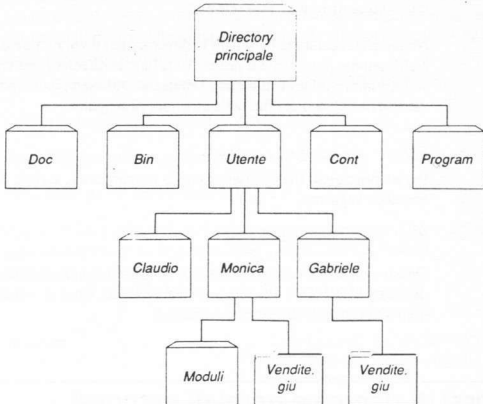 Directory
principale
Doc
Bin
Utente
Cont
Program
Claudio
Monica
Gabriele
Moduli
Vendite.
giu
Vendite.
giu